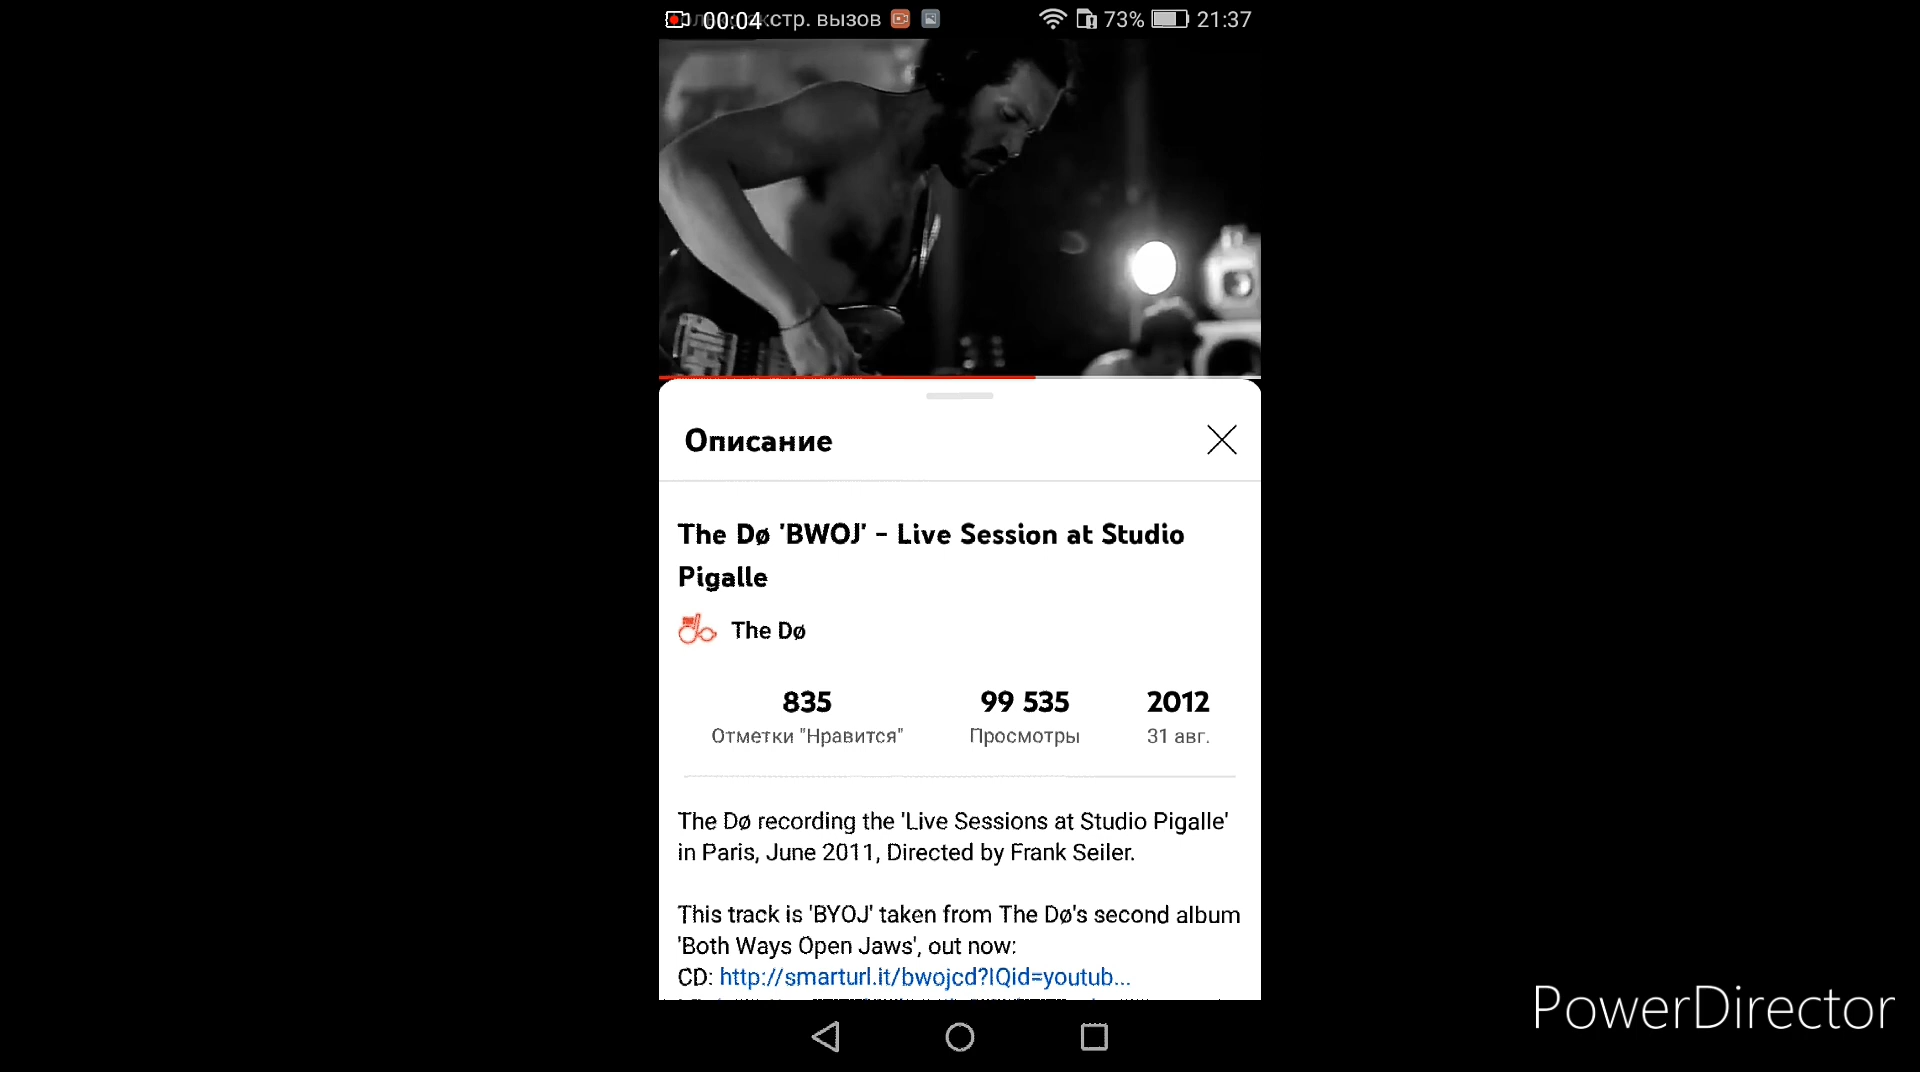 00:04 кстр. вызов 73% 21:37
Описание
The Dø 'BWOJ' - Live Session at Studio
Pigalle
The Dø
835 99 535 2012
Отметки "Нравится" Просмотры 31 авг.
The Dø recording the 'Live Sessions at Studio Pigalle'
in Paris, June 2011, Directed by Frank Seiler.
This track is 'BYOJ' taken from The Dø's second album
'Both Ways Open Jaws', out now:
CD: http://smarturl.it/bwojcd?IQid=youtub...
PowerDirector